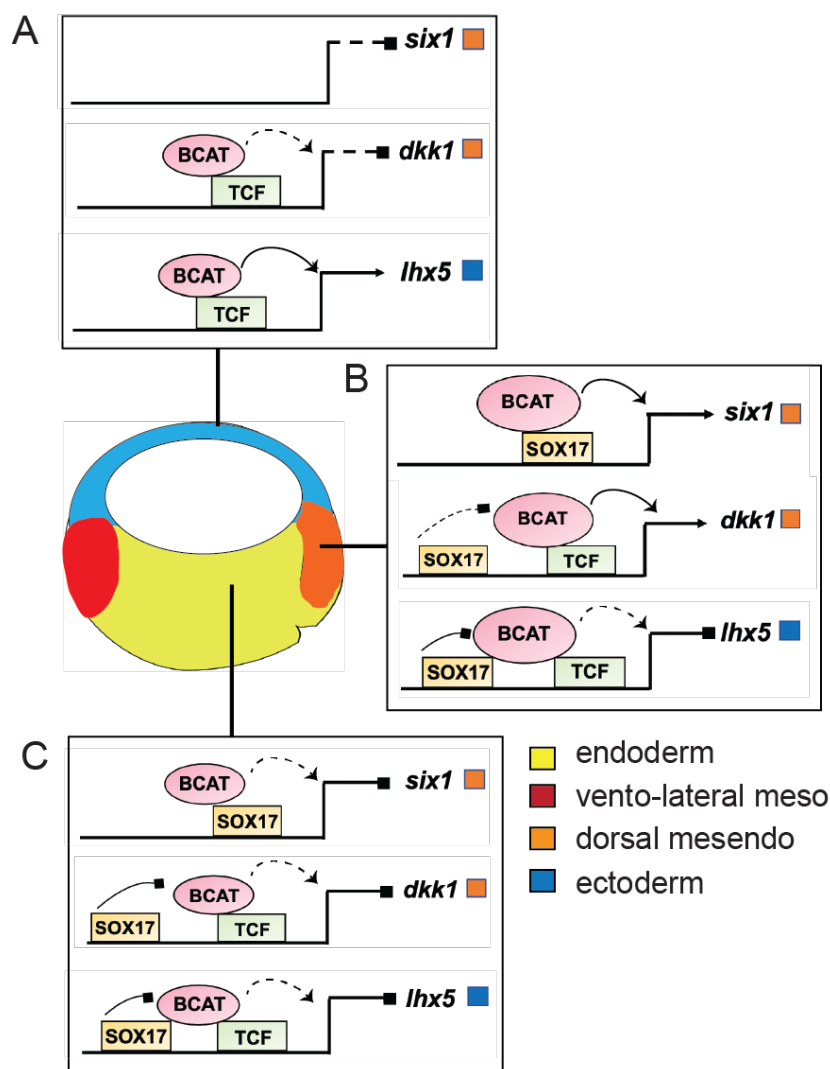 A
six1
BCAT
dkk1
TCF
BCAT
lhx5
TCF
B
BCAT
six1
SOX17
BCAT
dkk1
SOX17
TCF
BCAT
lhx5
SOX17
TCF
C
BCAT
six1
SOX17
BCAT
dkk1
SOX17
TCF
BCAT
lhx5
SOX17
TCF
endoderm
vento-lateral meso
dorsal mesendo
ectoderm